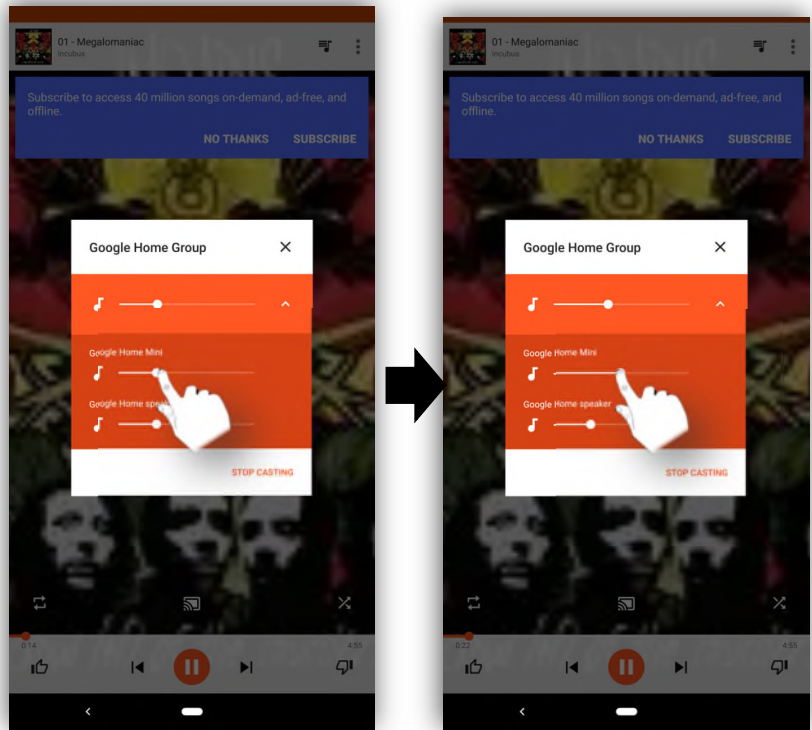 01 - Megalomaniac
Incubus
Subscribe to access 40 million songs on-demand, ad-free, and
offline.
NO THANKS SUBSCRIBE
Google Home Group
Google Home Mini
Google Home
STOP CASTING
0:14 4:55
01 - Megalomaniac
Incubus
Subscribe to access 40 million songs on-demand, ad-free, and
offline.
NO THANKS SUBSCRIBE
Google Home Group
Google Home Mini
Google Home speaker
STOP CASTING
0:22 4:55